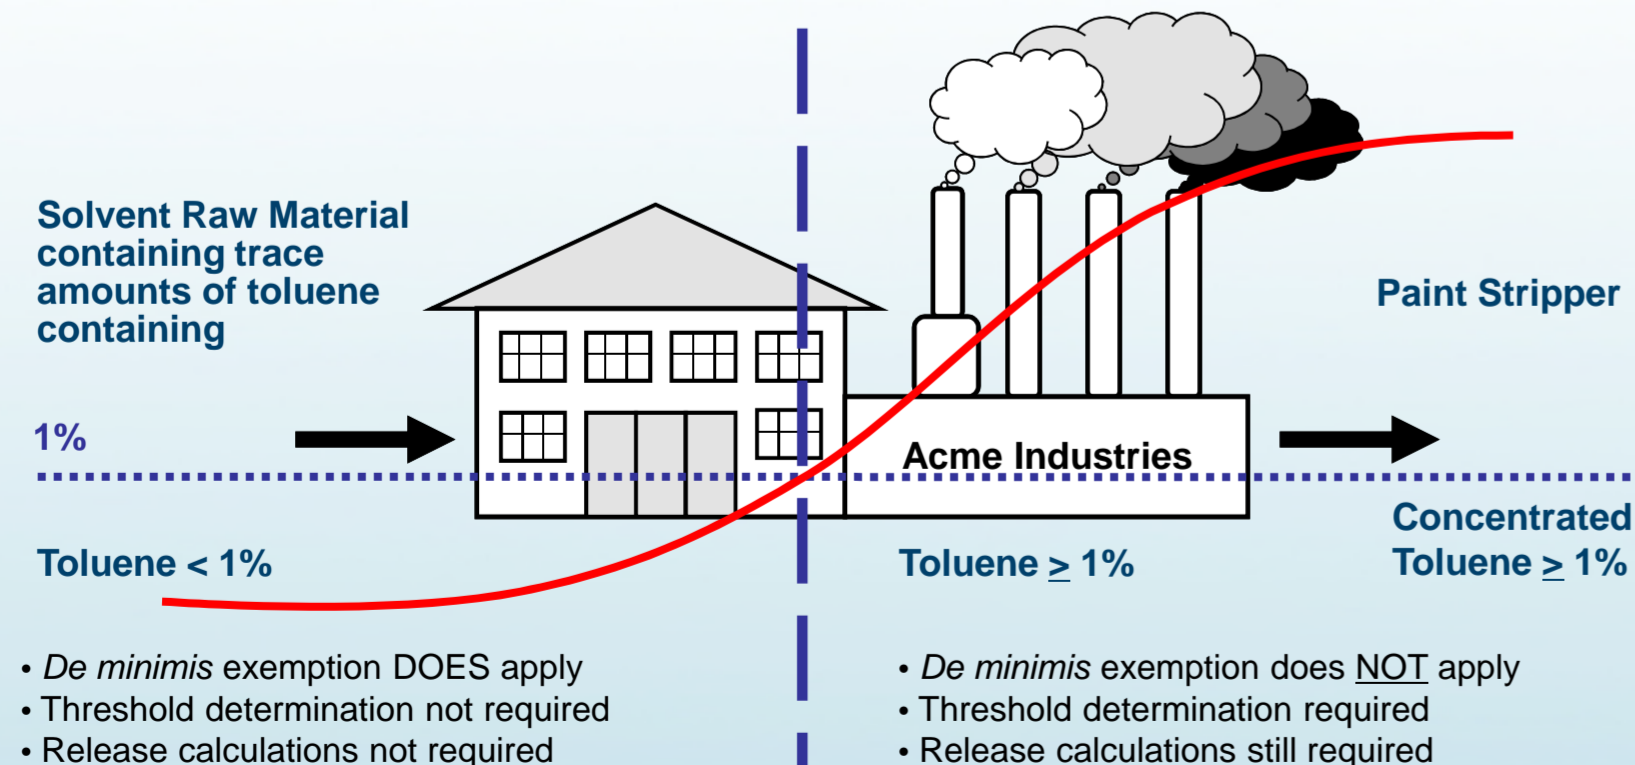 Solvent Raw Material
containing trace
amounts of toluene
containing
1%
Toluene < 1%
• De minimis exemption DOES apply
• Threshold determination not required
• Release calculations not required
Acme Industries
Paint Stripper
Toluene ≥ 1%
Concentrated
Toluene ≥ 1%
• De minimis exemption does NOT apply
• Threshold determination required
• Release calculations still required